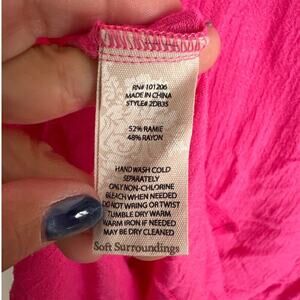 RN# 101206
MADE IN CHINA
STYLE# 2DB35
52% RAMIE
48% RAYON
HAND WASH COLD
SEPARATELY
ONLY NON-CHLORINE
BLEACH WHEN NEEDED
DO NOT WRING OR TWIST
TUMBLE DRY WARM
WARM IRON IF NEEDED
MAY BE DRY CLEANED
Soft Surroundings